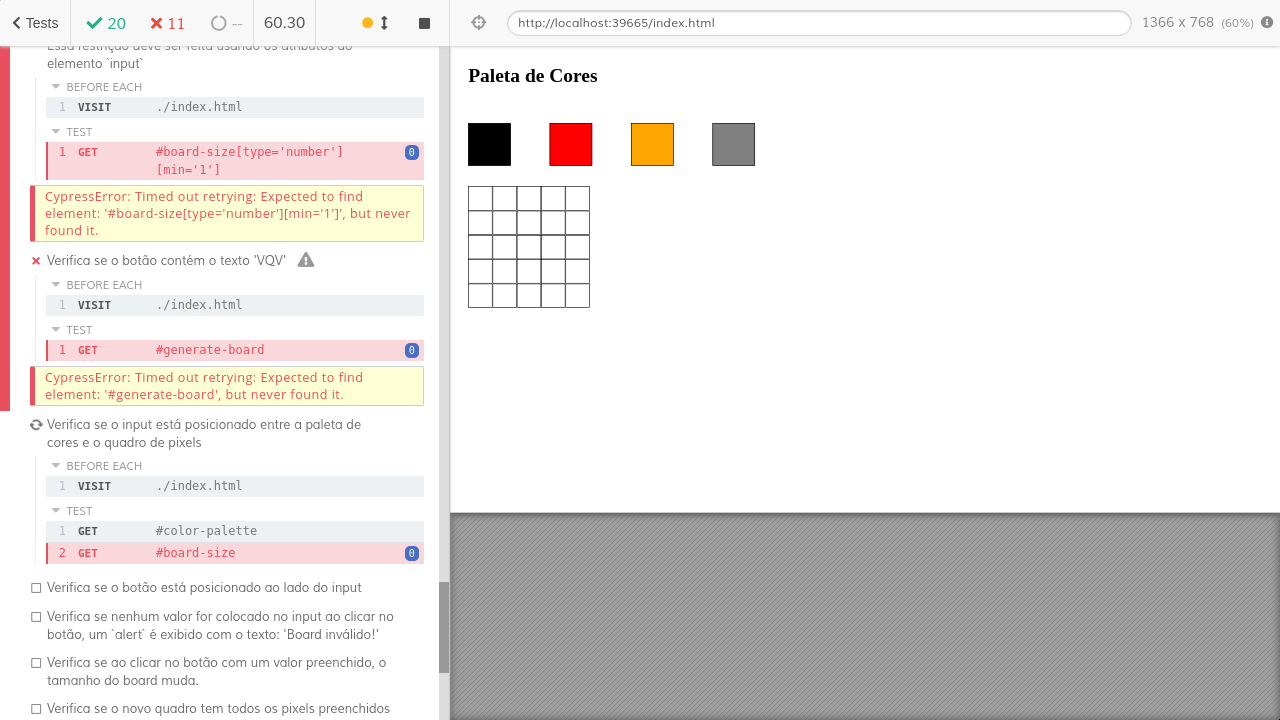 Tests
20
11
--
60.30
http://localhost:39665/index.html
1366 x 768 (60%)
Essa restrição deve ser feita usando os atributos do
elemento `input`
BEFORE EACH
1 VISIT ./index.html
TEST
1 GET #board-size[type='number']
[min='1']
0
CypressError: Timed out retrying: Expected to find
element: '#board-size[type='number'][min='1']', but never
found it.
Verifica se o botão contém o texto 'VQV'
BEFORE EACH
1 VISIT ./index.html
TEST
1 GET #generate-board 0
CypressError: Timed out retrying: Expected to find
element: '#generate-board', but never found it.
Verifica se o input está posicionado entre a paleta de
cores e o quadro de pixels
BEFORE EACH
1 VISIT ./index.html
TEST
1 GET #color-palette
2 GET #board-size 0
Verifica se o botão está posicionado ao lado do input
Verifica se nenhum valor for colocado no input ao clicar no
botão, um `alert` é exibido com o texto: 'Board inválido!'
Verifica se ao clicar no botão com um valor preenchido, o
tamanho do board muda.
Verifica se o novo quadro tem todos os pixels preenchidos
Paleta de Cores